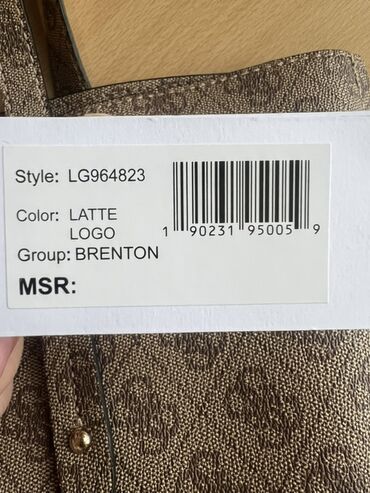 Style: LG964823
Color: LATTE
LOGO
Group: BRENTON
MSR:
1 90231 95005 9